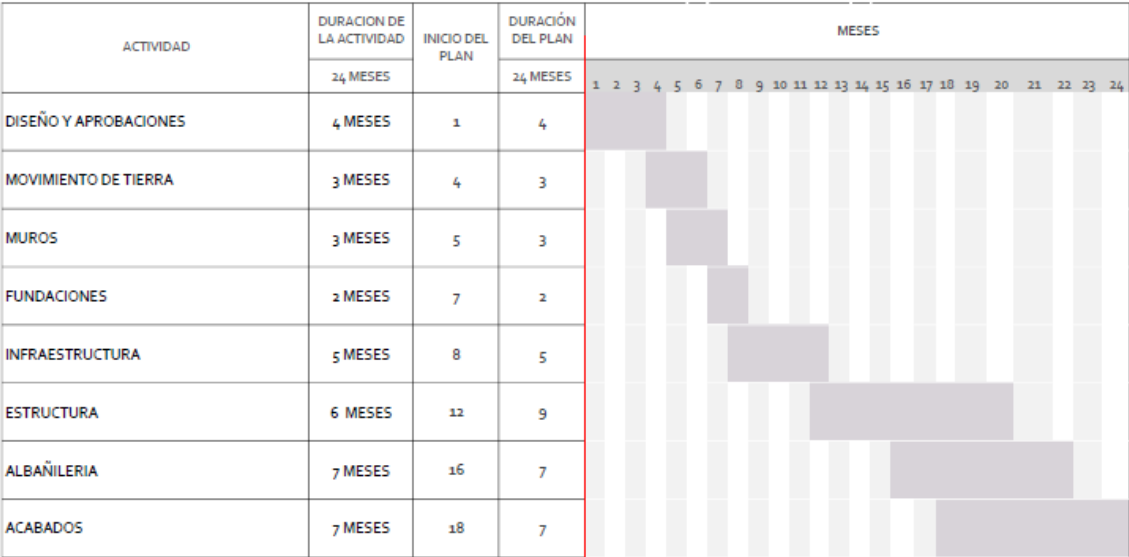 ACTIVIDAD
DURACION DE
LA ACTIVIDAD
24 MESES
INICIO DEL
PLAN
DURACIÓN
DEL PLAN
24 MESES
MESES
1 2 3 4 5 6 7 8 9 10 11 12 13 14 15 16 17 18 19 20 21 22 23 24
DISEÑO Y APROBACIONES 4 MESES 1 4
MOVIMIENTO DE TIERRA 3 MESES 4 3
MUROS 3 MESES 5 3
FUNDACIONES 2 MESES 7 2
INFRAESTRUCTURA 5 MESES 8 5
ESTRUCTURA 6 MESES 12 9
ALBAÑILERIA 7 MESES 16 7
ACABADOS 7 MESES 18 7